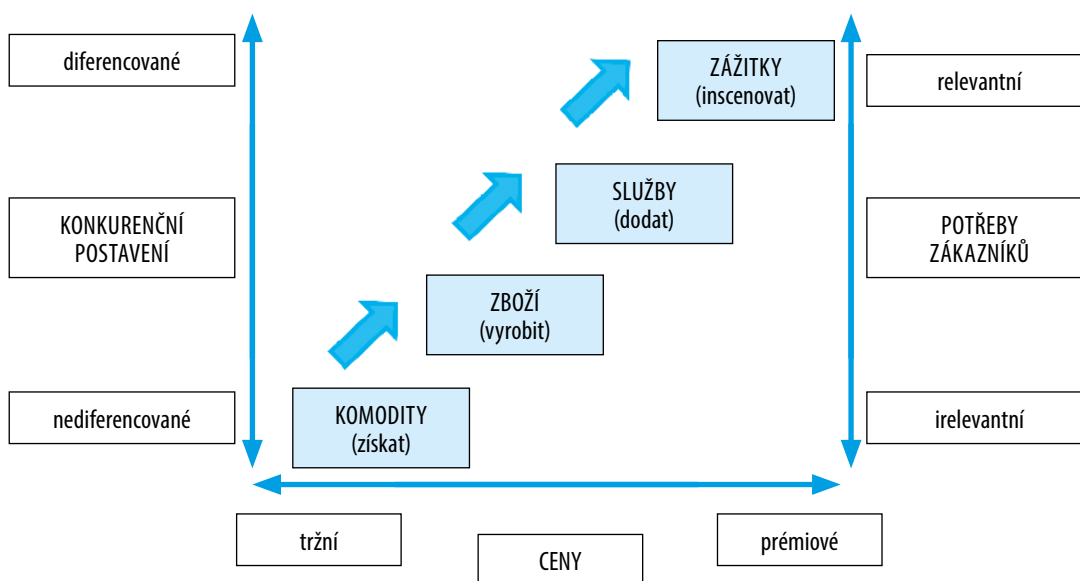 diferencované
ZÁŽITKY
(inscenovat)
relevantní
KONKURENČNÍ
POSTAVENÍ
SLUŽBY
(dodat)
POTŘEBY
ZÁKAZNÍKŮ
ZBOŽÍ
(vyrobit)
nediferencované
KOMODITY
(získat)
irelevantní
tržní
CENY
prémiové